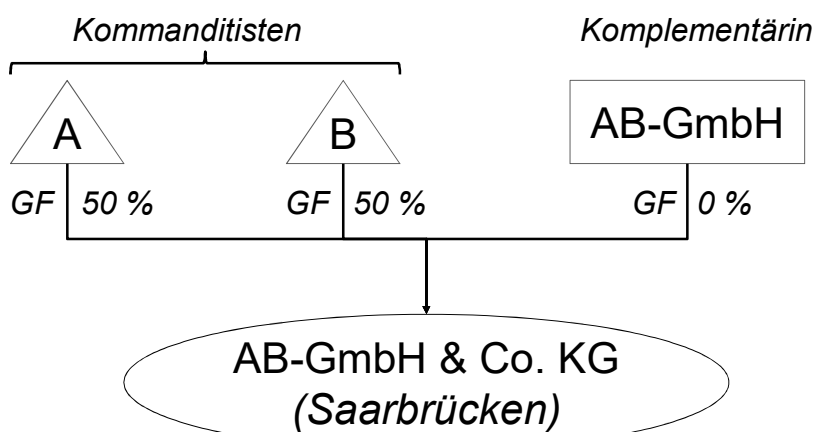 Kommanditisten Komplementärin
A B AB-GmbH
GF 50 % GF 50 % GF 0 %
AB-GmbH & Co. KG
(Saarbrücken)